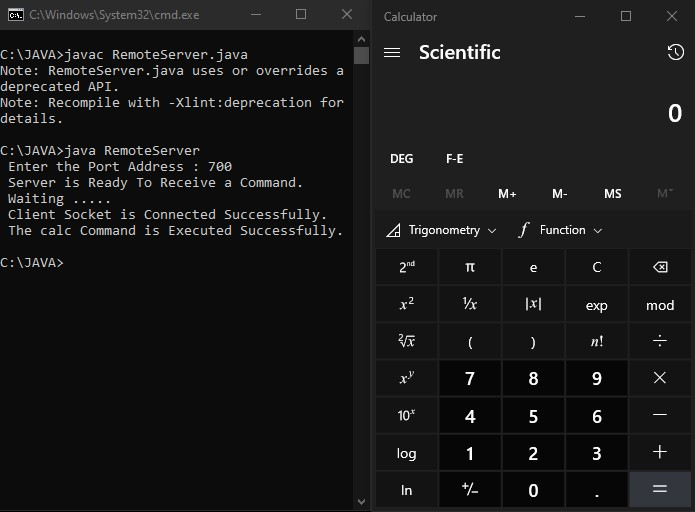 C:\Windows\System32\cmd.exe
C:\JAVA>javac RemoteServer.java
Note: RemoteServer.java uses or overrides a
deprecated API.
Note: Recompile with -Xlint:deprecation for
details.
C:\JAVA>java RemoteServer
Enter the Port Address : 700
Server is Ready To Receive a Command.
Waiting .....
Client Socket is Connected Successfully.
The calc Command is Executed Successfully.
C:\JAVA>
Calculator
Scientific
0
DEG F-E
MC MR M+ M- MS M˅
Trigonometry f Function
2ⁿᵈ π e C
x² ¹/x |x| exp mod
²√x ( ) n! ÷
xʸ 7 8 9 ×
10ˣ 4 5 6 −
log 1 2 3 +
ln +/− 0 . =